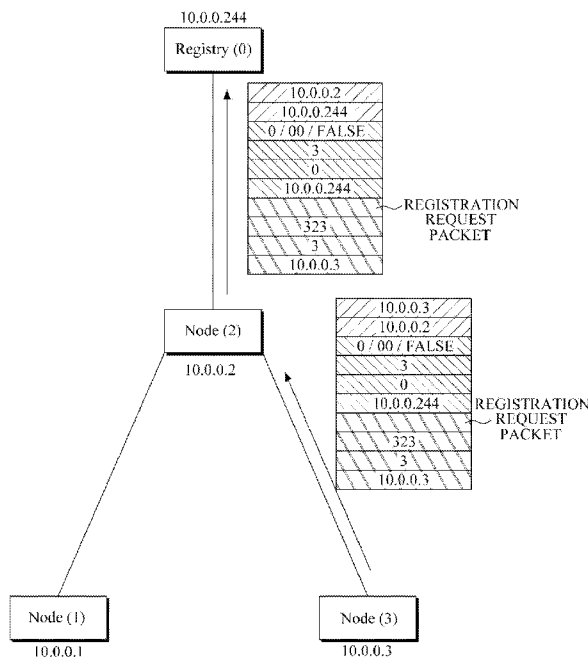 10.0.0.244
Registry (0)
10.0.0.2
10.0.0.244
0 / 00 / FALSE
3
0
10.0.0.244
323
3
10.0.0.3
REGISTRATION
REQUEST
PACKET
Node (2)
10.0.0.2
10.0.0.3
10.0.0.2
0 / 00 / FALSE
3
0
10.0.0.244
323
3
10.0.0.3
REGISTRATION
REQUEST
PACKET
Node (1)
10.0.0.1
Node (3)
10.0.0.3